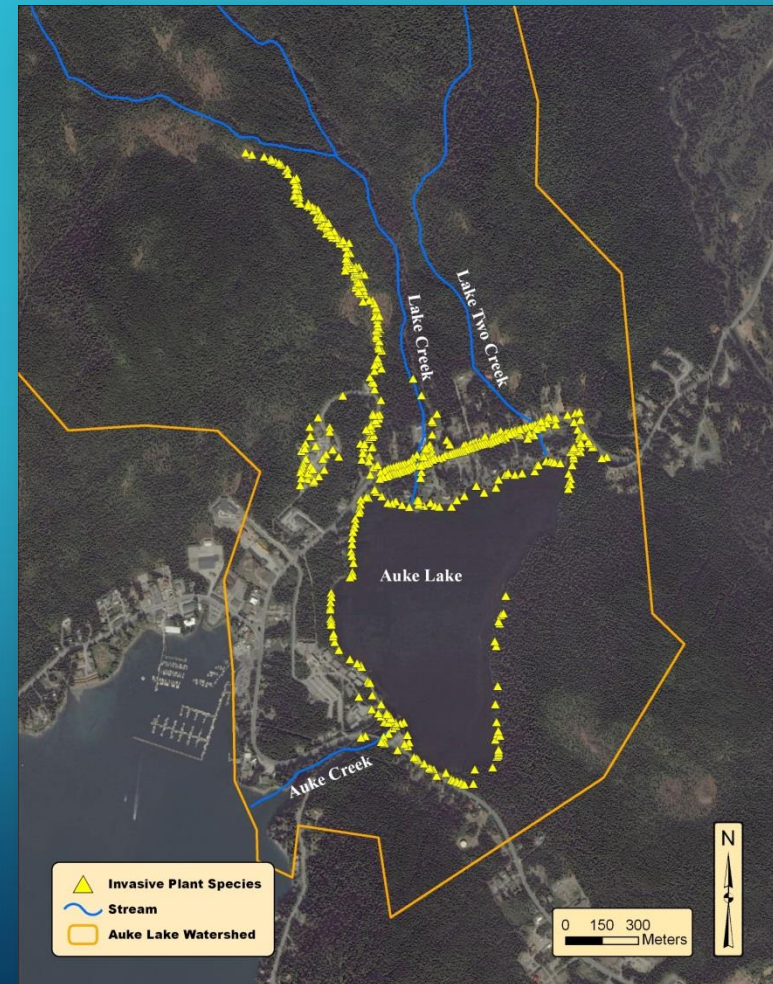 Lake Creek
Lake Two Creek
Auke Lake
Auke Creek
Invasive Plant Species
Stream
Auke Lake Watershed
N
0 150 300
Meters